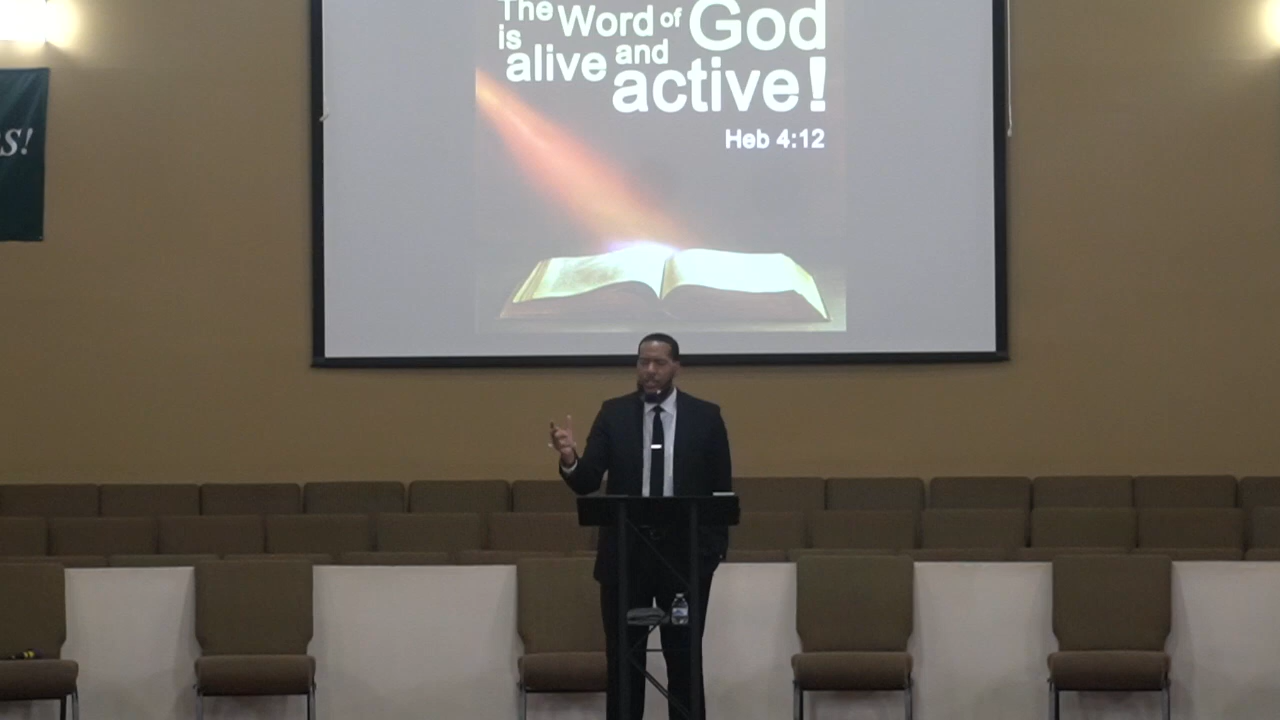 The Word of God
is alive and
active!
Heb 4:12
s!